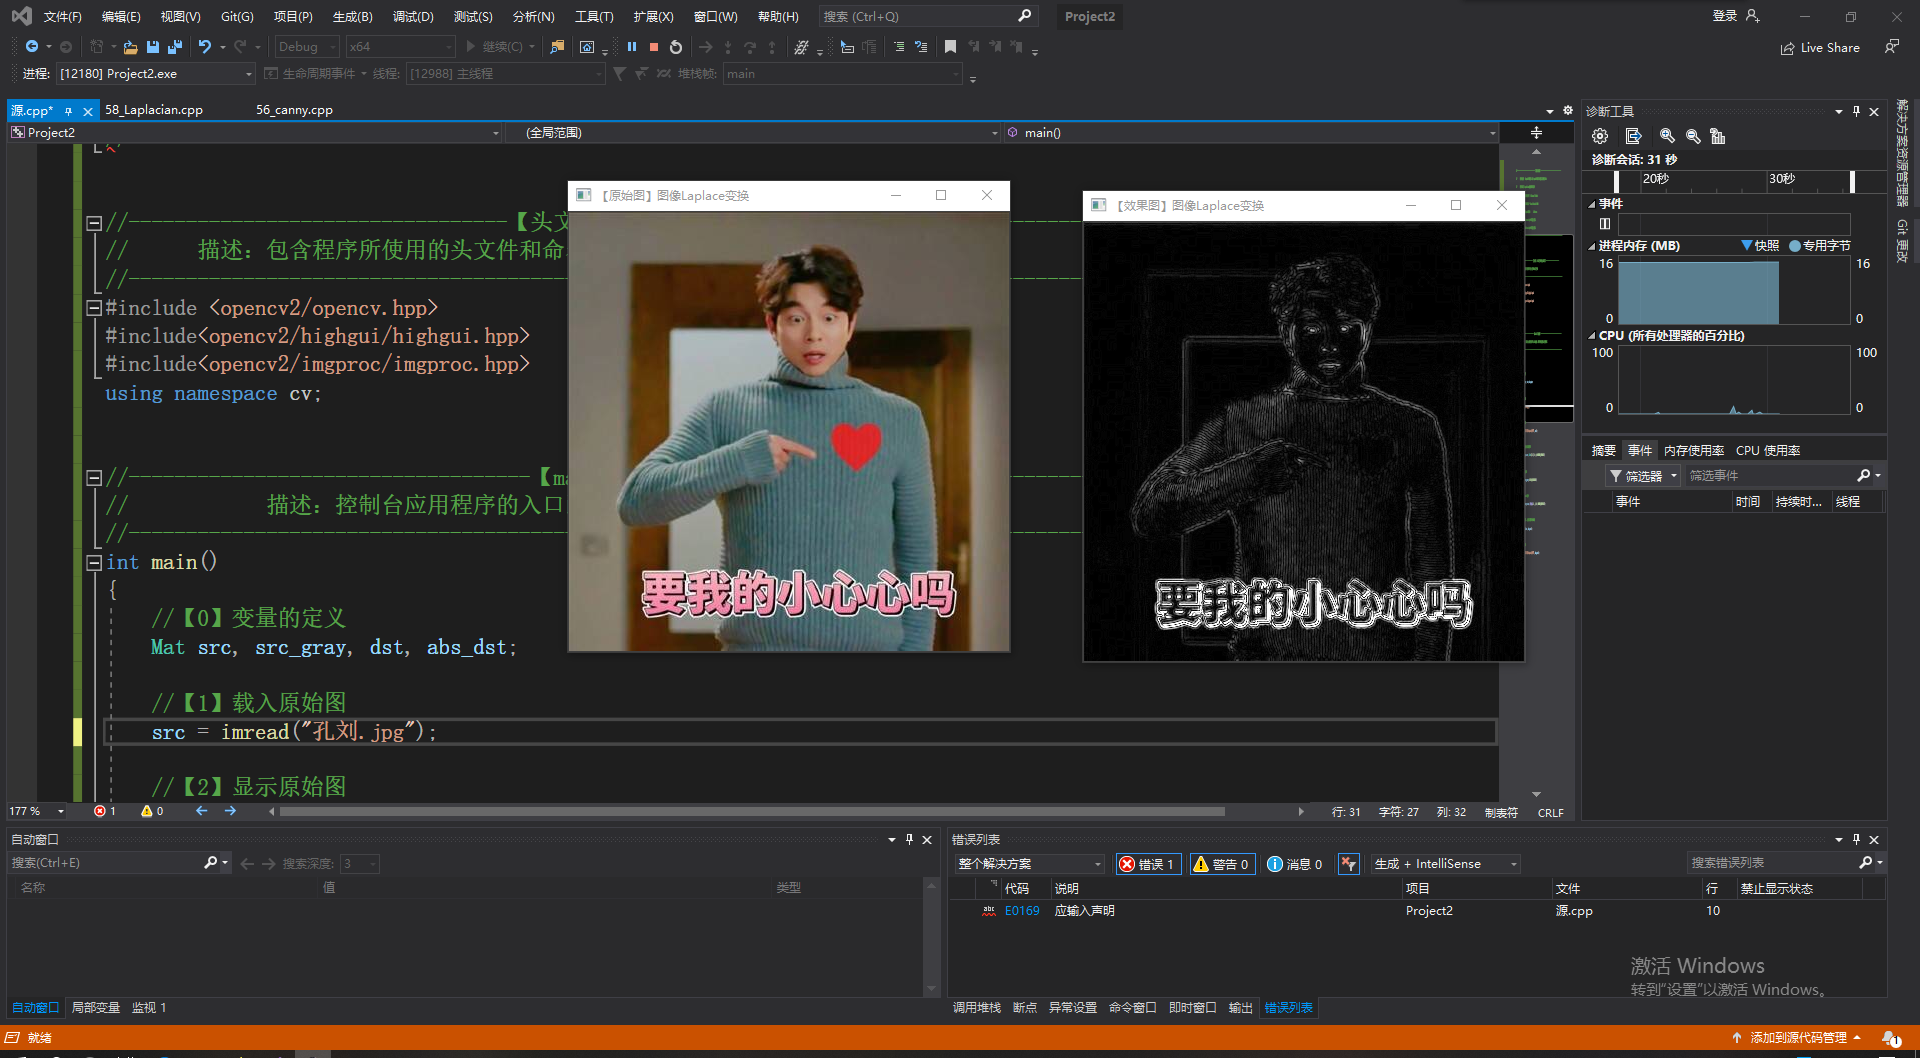 文件(F) 编辑(E) 视图(V) Git(G) 项目(P) 生成(B) 调试(D) 测试(S) 分析(N) 工具(T) 扩展(X) 窗口(W) 帮助(H) 搜索 (Ctrl+Q) Project2 登录
Debug x64 继续(C) Live Share
进程: [12180] Project2.exe 生命周期事件 线程: [12988] 主线程 堆栈帧: main
源.cpp* 58_Laplacian.cpp 56_canny.cpp
Project2 (全局范围) main()
//-----------------------------------【头文
// 描述：包含程序所使用的头文件和命
//
#include <opencv2/opencv.hpp>
#include<opencv2/highgui/highgui.hpp>
#include<opencv2/imgproc/imgproc.hpp>
using namespace cv;
//-----------------------------------【ma
// 描述：控制台应用程序的入口
//
int main()
{
//【0】变量的定义
Mat src, src_gray, dst, abs_dst;
//【1】载入原始图
src = imread("孔刘.jpg");
//【2】显示原始图
【原始图】图像Laplace变换
要我的小心心吗
【效果图】图像Laplace变换
要我的小心心吗
177 % 1 0 行: 31 字符: 27 列: 32 制表符 CRLF
诊断工具
诊断会话: 31 秒
20秒 30秒
事件
进程内存 (MB) 快照 专用字节
16 16
0 0
CPU (所有处理器的百分比)
100 100
0 0
摘要 事件 内存使用率 CPU 使用率
筛选器 筛选事件
事件 时间 持续时... 线程
解决方案资源管理器
Git 更改
自动窗口
搜索(Ctrl+E) 搜索深度: 3
名称 值 类型
自动窗口 局部变量 监视 1
错误列表
整个解决方案 错误 1 警告 0 消息 0 生成 + IntelliSense 搜索错误列表
代码 说明 项目 文件 行 禁止显示状态
abc E0169 应输入声明 Project2 源.cpp 10
激活 Windows
转到"设置"以激活 Windows。
调用堆栈 断点 异常设置 命令窗口 即时窗口 输出 错误列表
就绪 添加到源代码管理 1